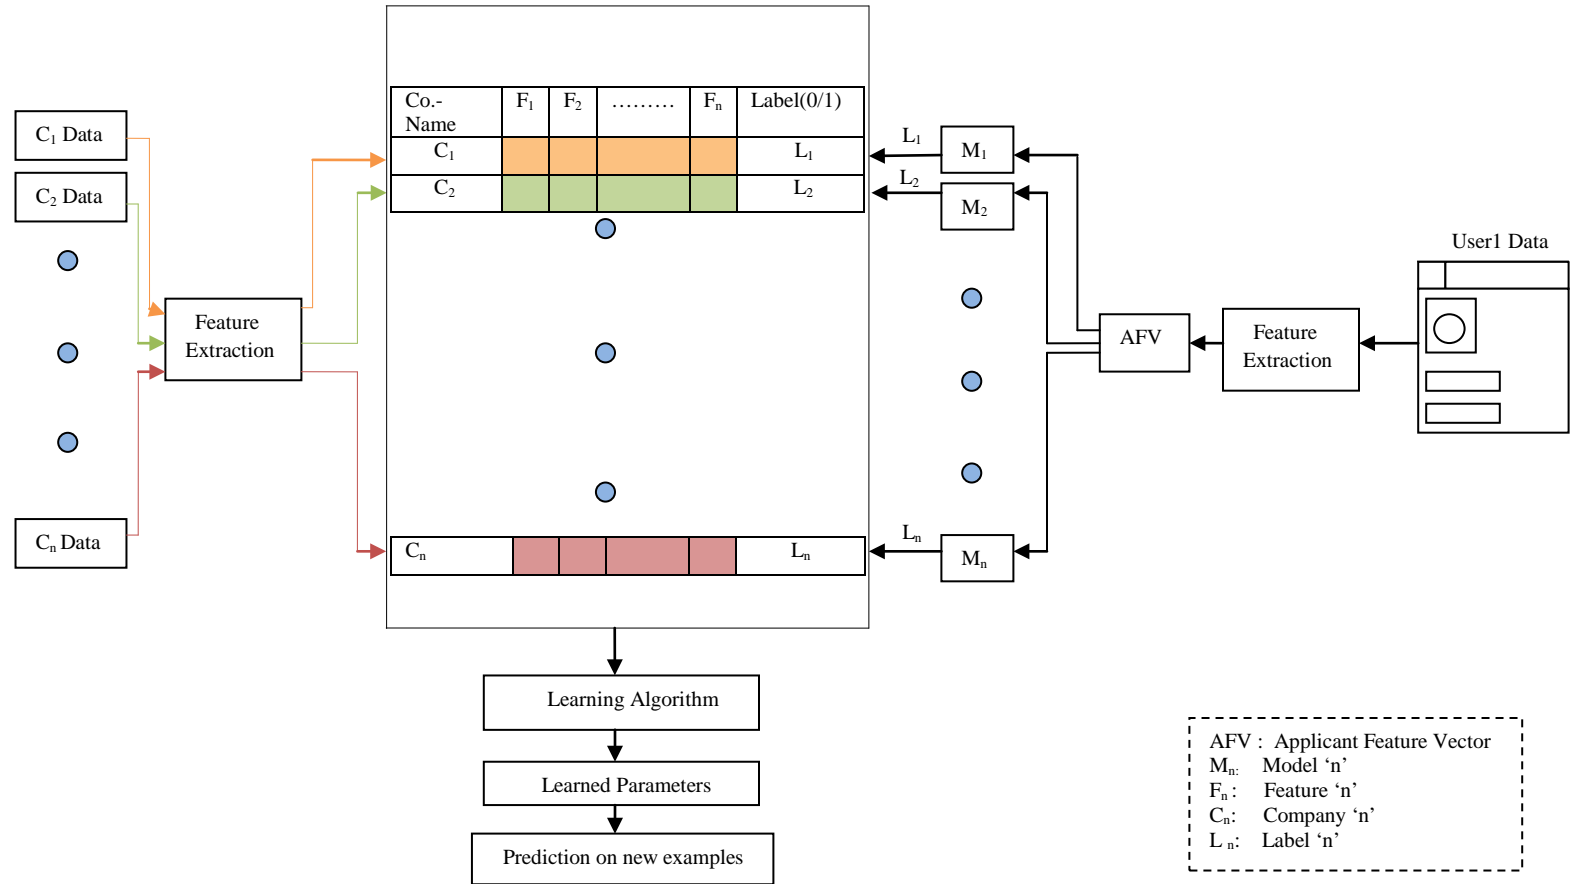 C₁ Data
C₂ Data
Cₙ Data
Feature
Extraction
Co.- F₁ F₂ ......... Fₙ Label(0/1)
Name
C₁ L₁
C₂ L₂
Cₙ Lₙ
L₁
L₂
Lₙ
M₁
M₂
Mₙ
AFV
Feature
Extraction
User1 Data
Learning Algorithm
Learned Parameters
Prediction on new examples
AFV : Applicant Feature Vector
Mₙ: Model ‘n’
Fₙ : Feature ‘n’
Cₙ: Company ‘n’
L ₙ: Label ‘n’